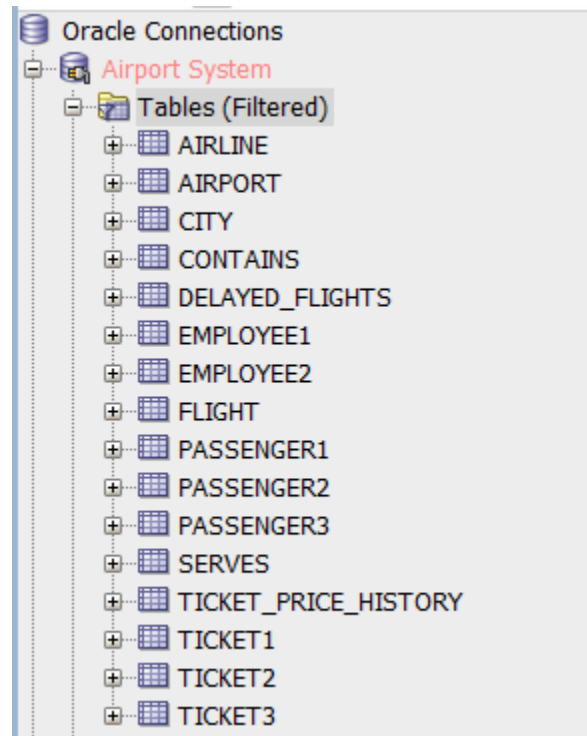 Oracle Connections
Airport System
Tables (Filtered)
AIRLINE
AIRPORT
CITY
CONTAINS
DELAYED_FLIGHTS
EMPLOYEE1
EMPLOYEE2
FLIGHT
PASSENGER1
PASSENGER2
PASSENGER3
SERVES
TICKET_PRICE_HISTORY
TICKET1
TICKET2
TICKET3